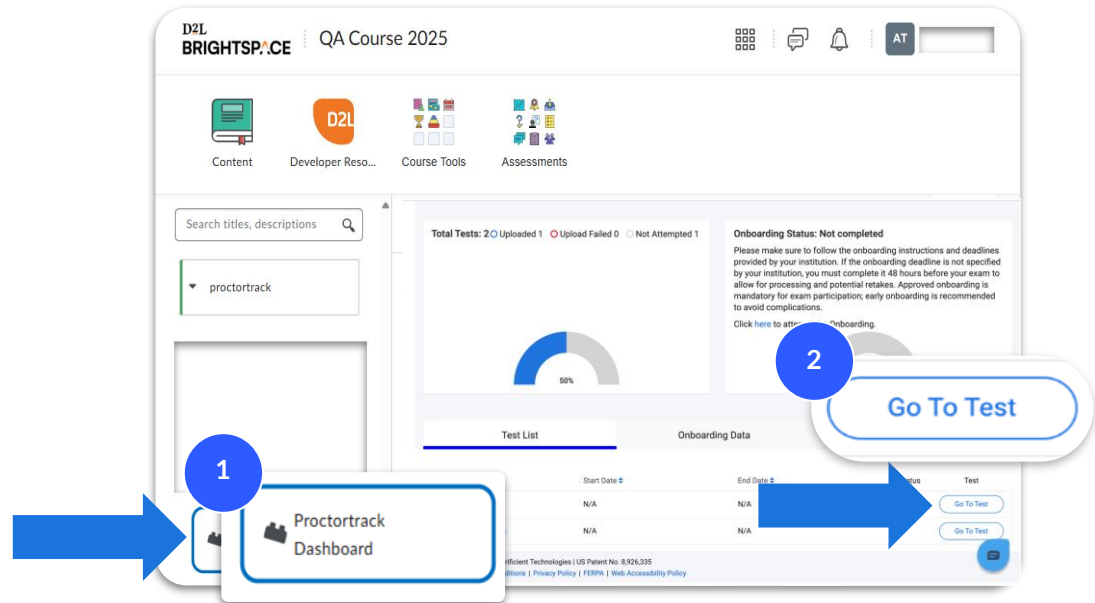 D2L
BRIGHTSPACE
QA Course 2025
AT
Content
Developer Reso...
Course Tools
Assessments
Search titles, descriptions
proctortrack
Total Tests: 2 Uploaded 1 Upload Failed 0 Not Attempted 1
50%
Onboarding Status: Not completed
Please make sure to follow the onboarding instructions and deadlines
provided by your institution. If the onboarding deadline is not specified
by your institution, you must complete it 48 hours before your exam to
allow for processing and potential retakes. Approved onboarding is
mandatory for exam participation; early onboarding is recommended
to avoid complications.
Click here to Onboarding.
2
Go To Test
Test List
Onboarding Data
1
Proctortrack
Dashboard
Start Date
End Date
Test
N/A
N/A
Go To Test
N/A
N/A
Go To Test
Technologies | US Patent No. 8,926,335
| Privacy Policy | FERPA | Web Accessibility Policy